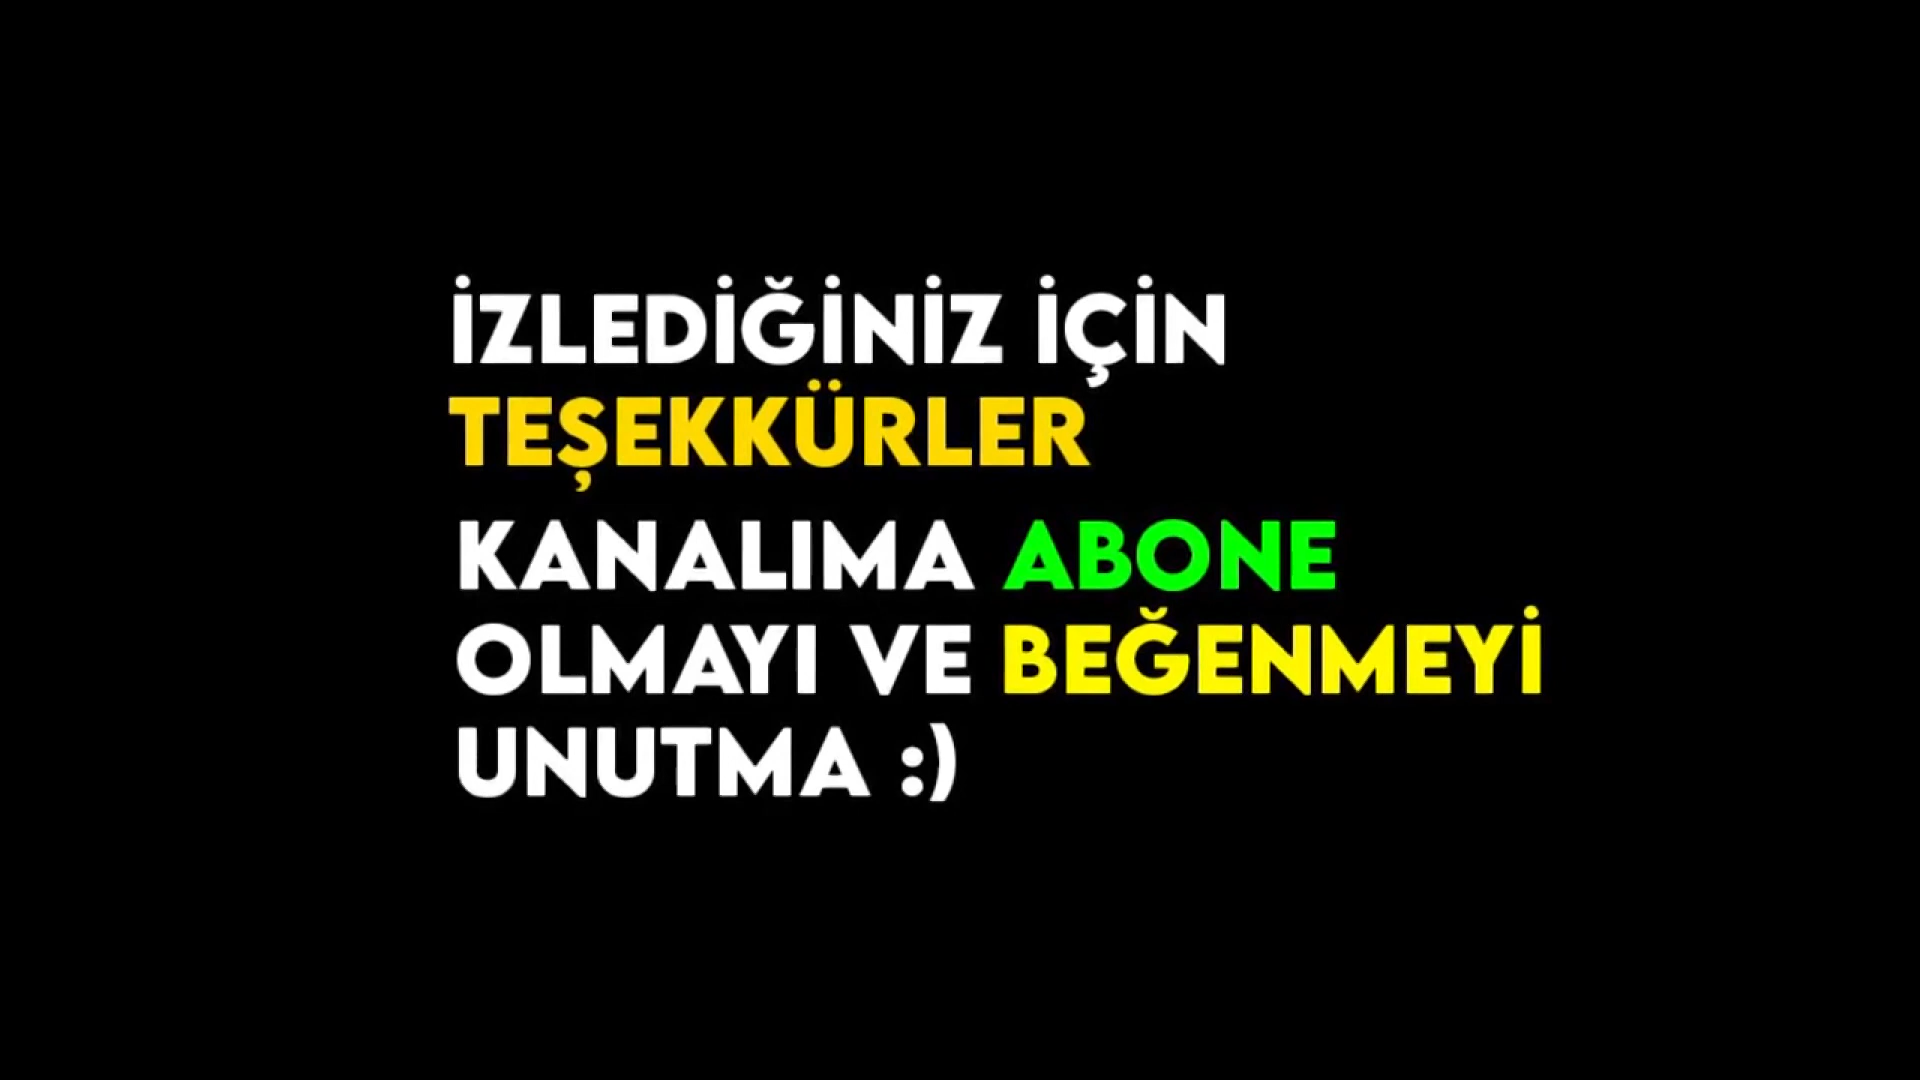 İZLEDİĞİNİZ İÇİN
TEŞEKKÜRLER
KANALIMA ABONE
OLMAYI VE BEĞENMEYİ
UNUTMA :)